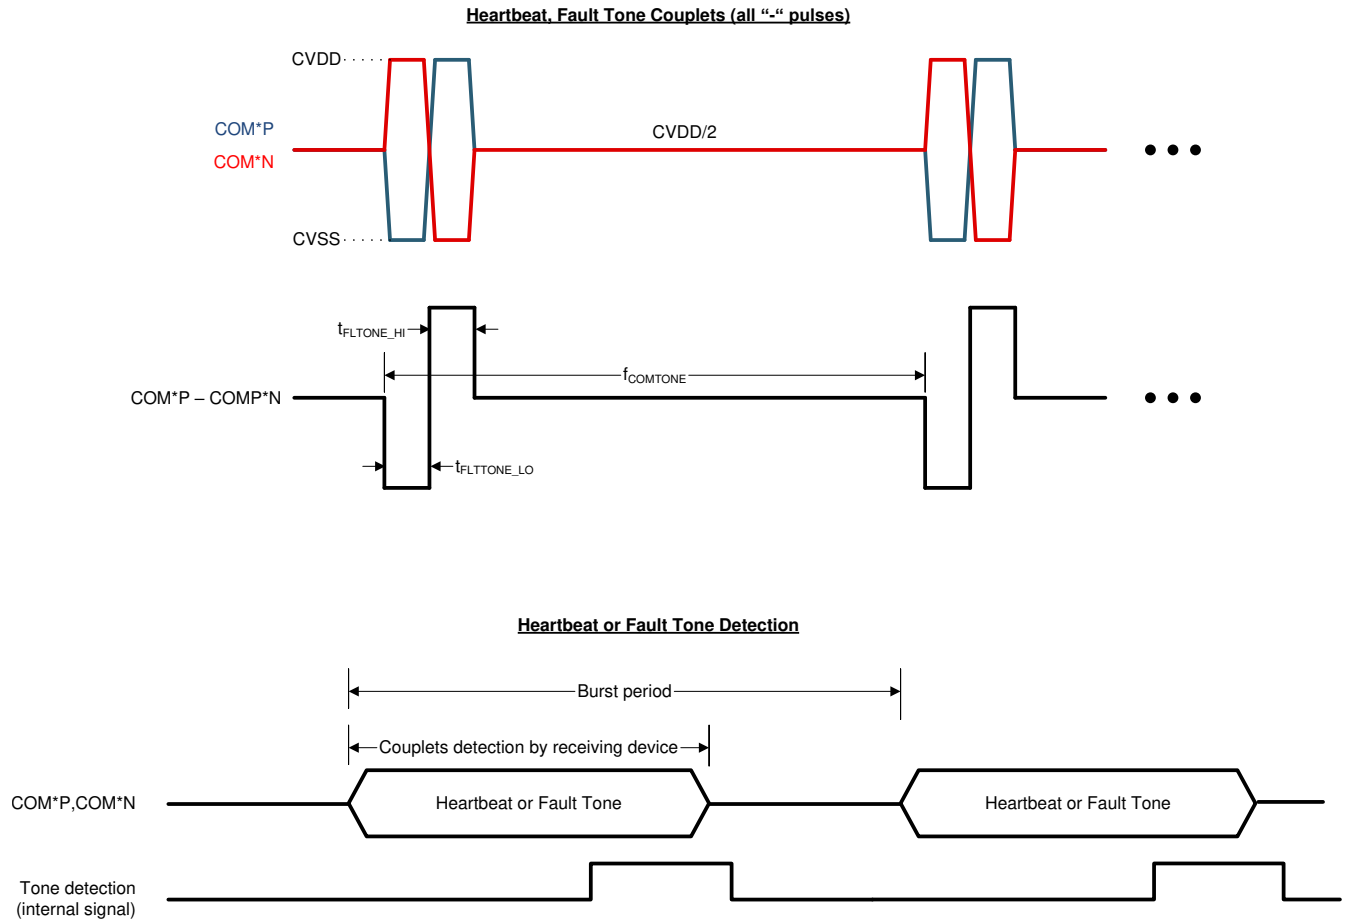 Heartbeat, Fault Tone Couplets (all “-“ pulses)
CVDD
COM*P
CVDD/2
COM*N
CVSS
tFLTONE_HI
fCOMTONE
COM*P – COMP*N
tFLTTONE_LO
Heartbeat or Fault Tone Detection
Burst period
Couplets detection by receiving device
COM*P,COM*N
Heartbeat or Fault Tone
Heartbeat or Fault Tone
Tone detection
(internal signal)